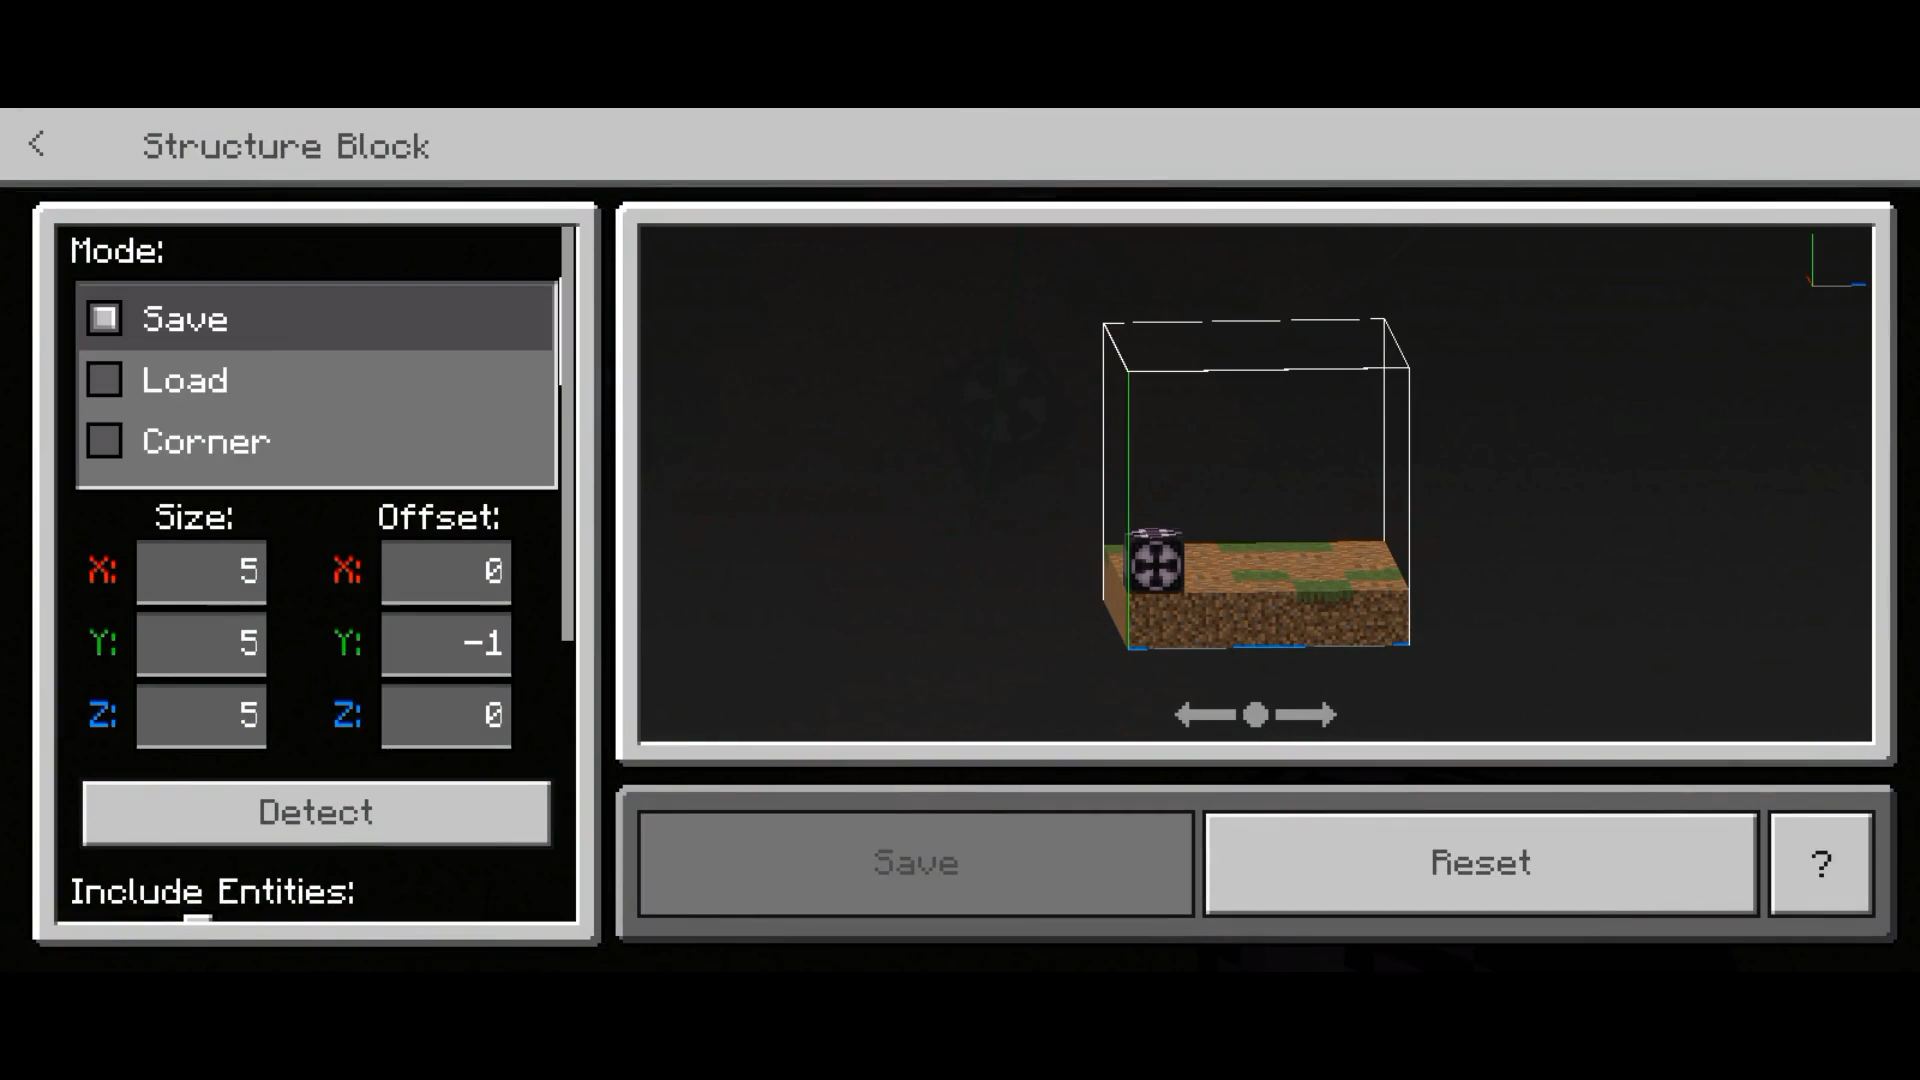 Structure Block
Mode:
Save
Load
Corner
Size: Offset:
X: 5 X: 0
Y: 5 Y: -1
Z: 5 Z: 0
Detect
Include Entities:
Save Reset ?